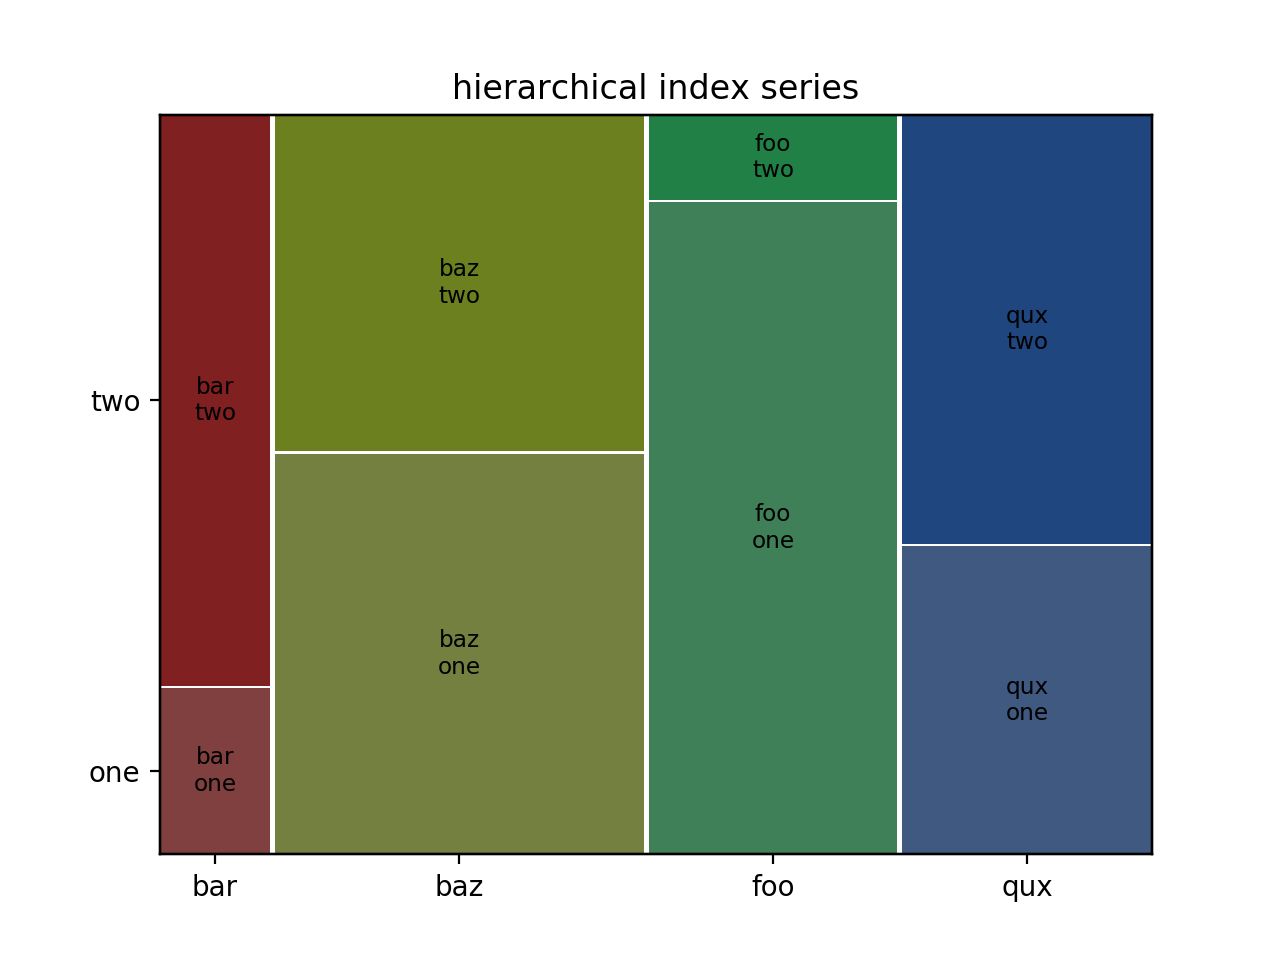 hierarchical index series
foo
two
baz
two
qux
two
bar
two
two
foo
one
baz
one
qux
one
bar
one
one
bar
baz
foo
qux